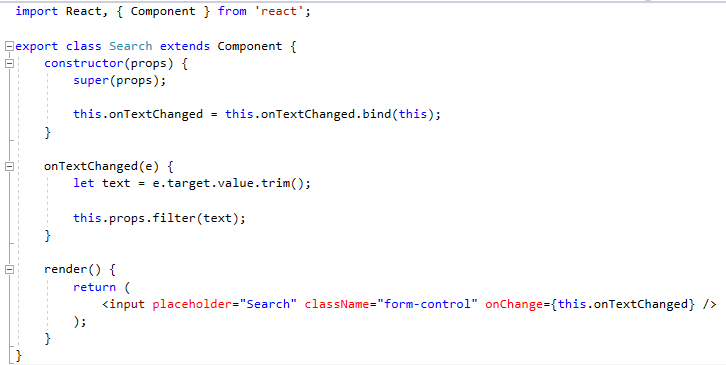 import React, { Component } from 'react';
export class Search extends Component {
constructor(props) {
super(props);
this.onTextChanged = this.onTextChanged.bind(this);
}
onTextChanged(e) {
let text = e.target.value.trim();
this.props.filter(text);
}
render() {
return (
<input placeholder="Search" className="form-control" onChange={this.onTextChanged} />
);
}
}